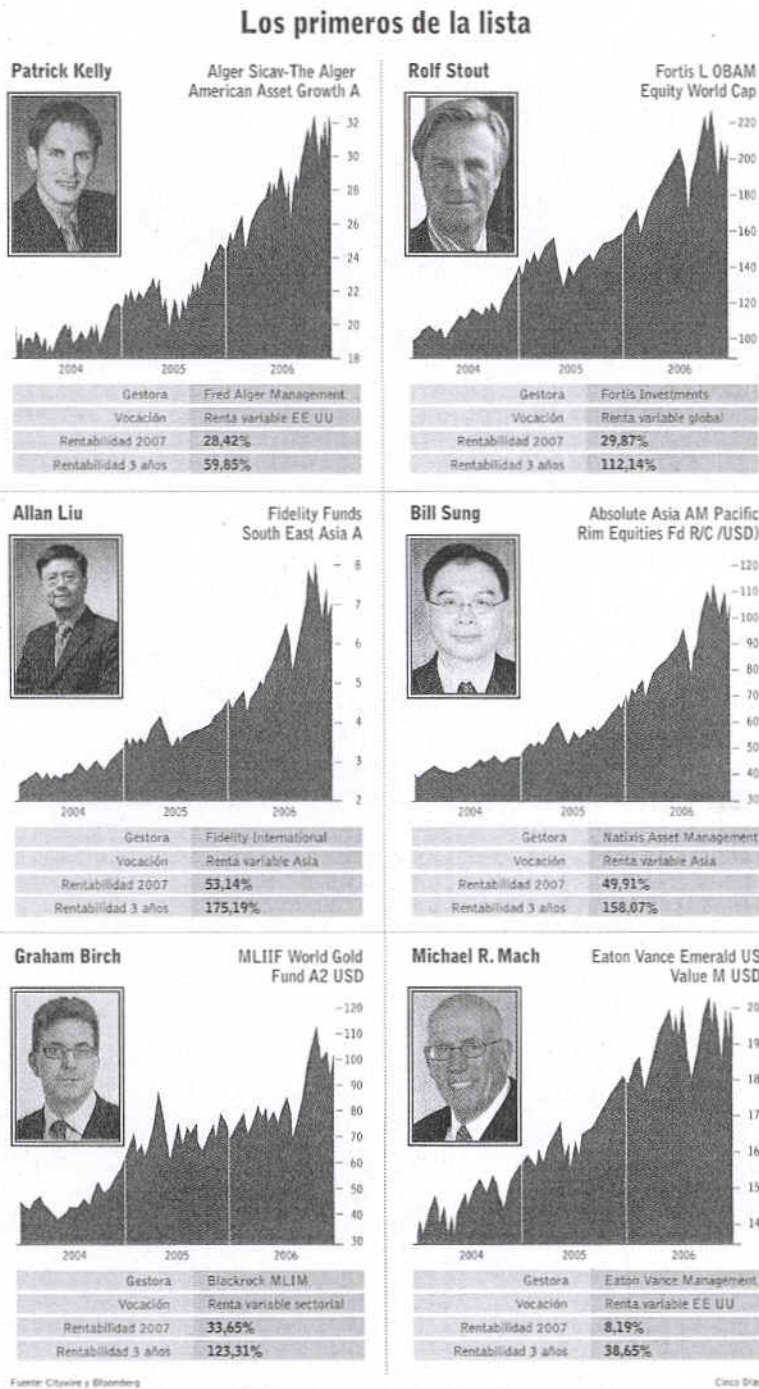 Los primeros de la lista
Patrick Kelly
Alger Sicav-The Alger
American Asset Growth A
32
30
28
26
24
22
20
18
2004
2005
2006
Gestora Fred Alger Management
Vocación Renta variable EE UU
Rentabilidad 2007 28,42%
Rentabilidad 3 años 59,85%
Rolf Stout
Fortis L OBAM
Equity World Cap
220
200
180
160
140
120
100
2004
2005
2006
Gestora Fortis Investments
Vocación Renta variable global
Rentabilidad 2007 29,87%
Rentabilidad 3 años 112,14%
Allan Liu
Fidelity Funds
South East Asia A
8
7
6
5
4
3
2
2004
2005
2006
Gestora Fidelity International
Vocación Renta variable Asia
Rentabilidad 2007 53,14%
Rentabilidad 3 años 175,19%
Bill Sung
Absolute Asia AM Pacific
Rim Equities Fd R/C /USD)
120
110
100
90
80
70
60
50
40
30
2004
2005
2006
Gestora Natixis Asset Management
Vocación Renta variable Asia
Rentabilidad 2007 49,91%
Rentabilidad 3 años 158,07%
Graham Birch
MLIIF World Gold
Fund A2 USD
120
110
100
90
80
70
60
50
40
30
2004
2005
2006
Gestora Blackrock MLIM
Vocación Renta variable sectorial
Rentabilidad 2007 33,65%
Rentabilidad 3 años 123,31%
Michael R. Mach
Eaton Vance Emerald US
Value M USD
20
19
18
17
16
15
14
2004
2005
2006
Gestora Eaton Vance Management
Vocación Renta variable EE UU
Rentabilidad 2007 8,19%
Rentabilidad 3 años 38,65%
Fuente: Citywire y Bloomberg
Cinco Días